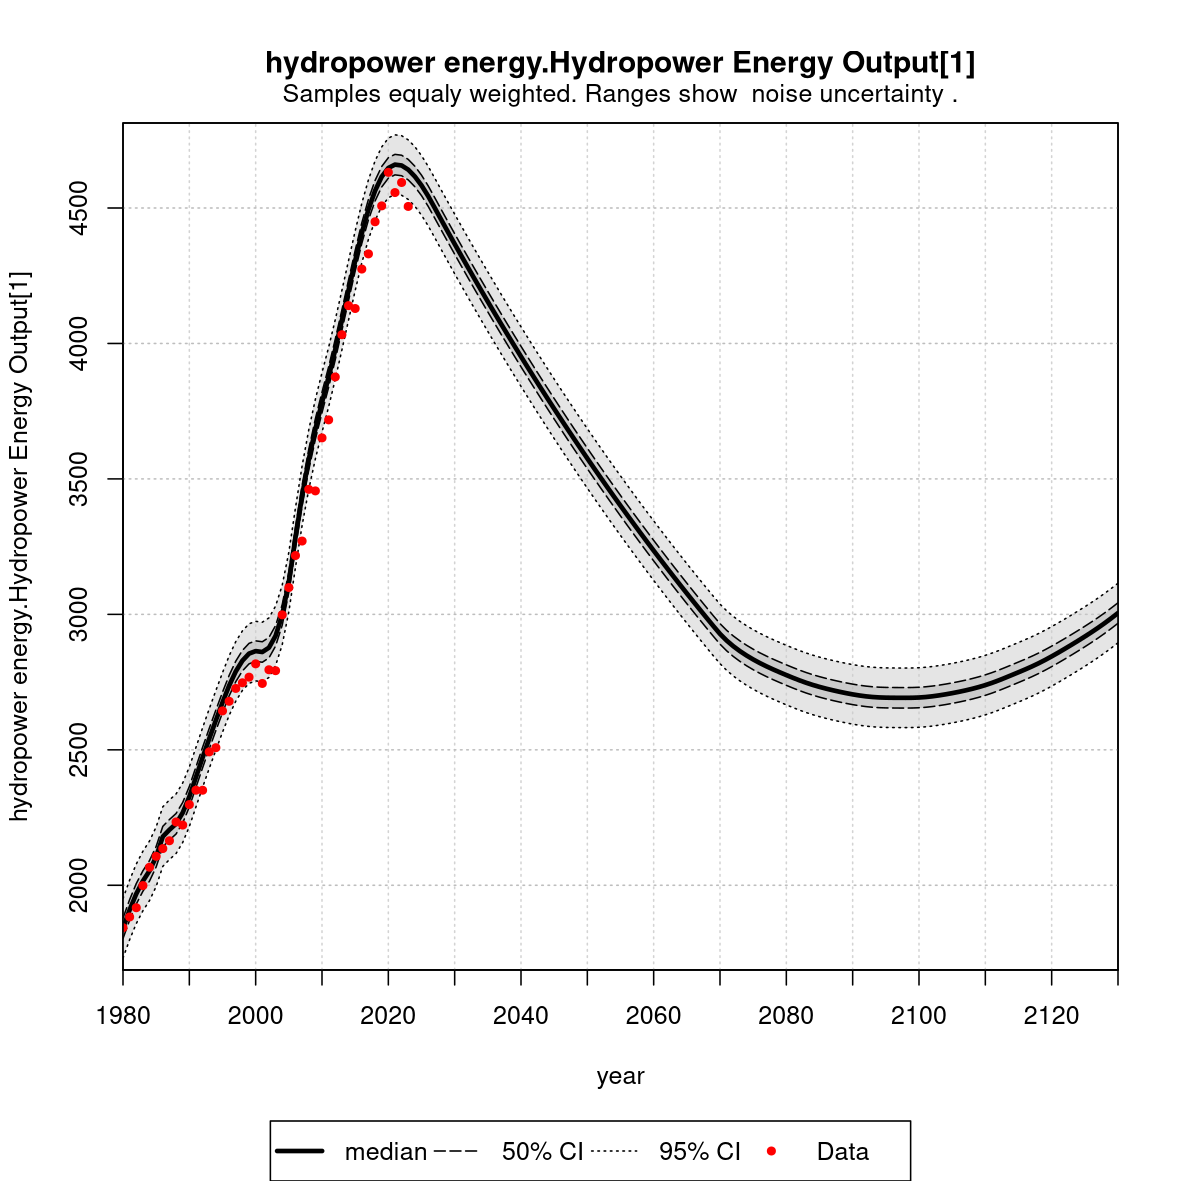 hydropower energy.Hydropower Energy Output[1]
Samples equaly weighted. Ranges show  noise uncertainty .
hydropower energy.Hydropower Energy Output[1]
4500
4000
3500
3000
2500
2000
1980 2000 2020 2040 2060 2080 2100 2120
year
median 50% CI 95% CI Data